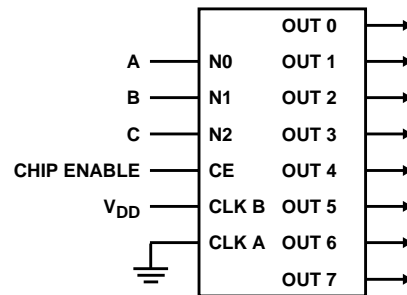 OUT 0
A N0 OUT 1
B N1 OUT 2
C N2 OUT 3
CHIP ENABLE CE OUT 4
VDD CLK B OUT 5
CLK A OUT 6
OUT 7